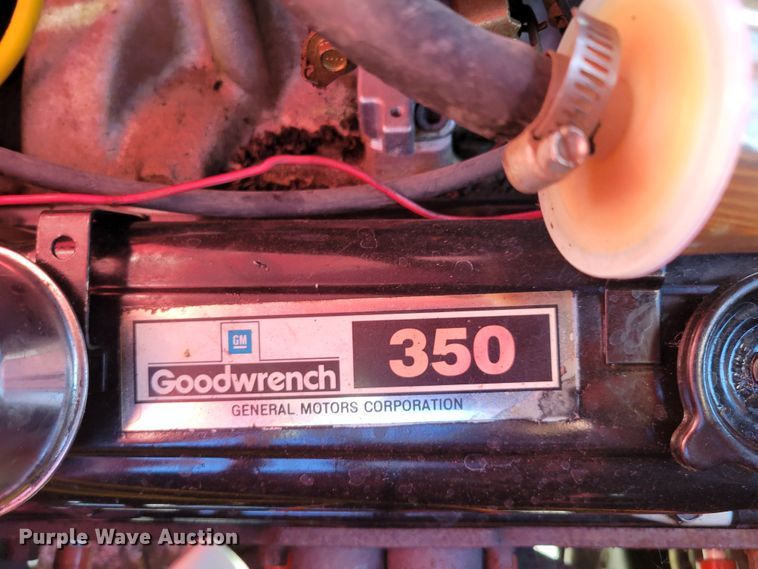 GM
Goodwrench
350
GENERAL MOTORS CORPORATION
Purple Wave Auction